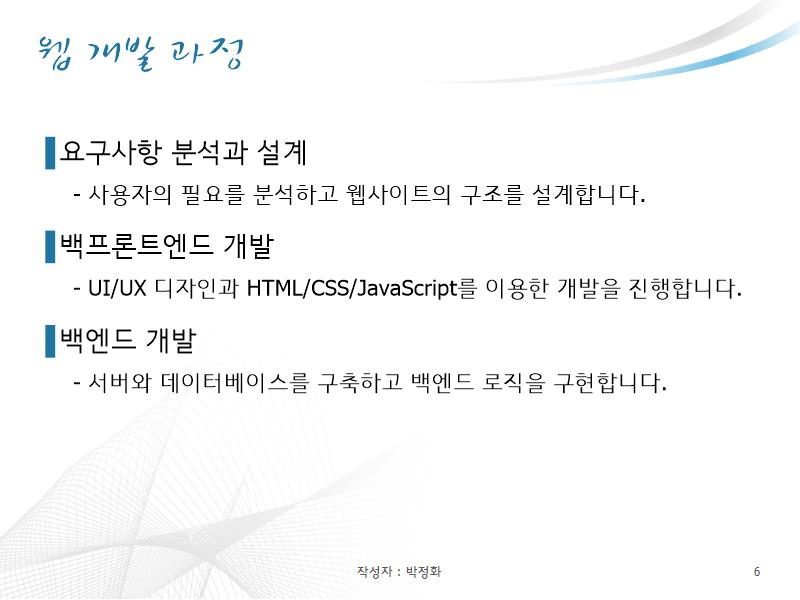 웹 개발 과정
요구사항 분석과 설계
- 사용자의 필요를 분석하고 웹사이트의 구조를 설계합니다.
백프론트엔드 개발
- UI/UX 디자인과 HTML/CSS/JavaScript를 이용한 개발을 진행합니다.
백엔드 개발
- 서버와 데이터베이스를 구축하고 백엔드 로직을 구현합니다.
작성자 : 박정화
6